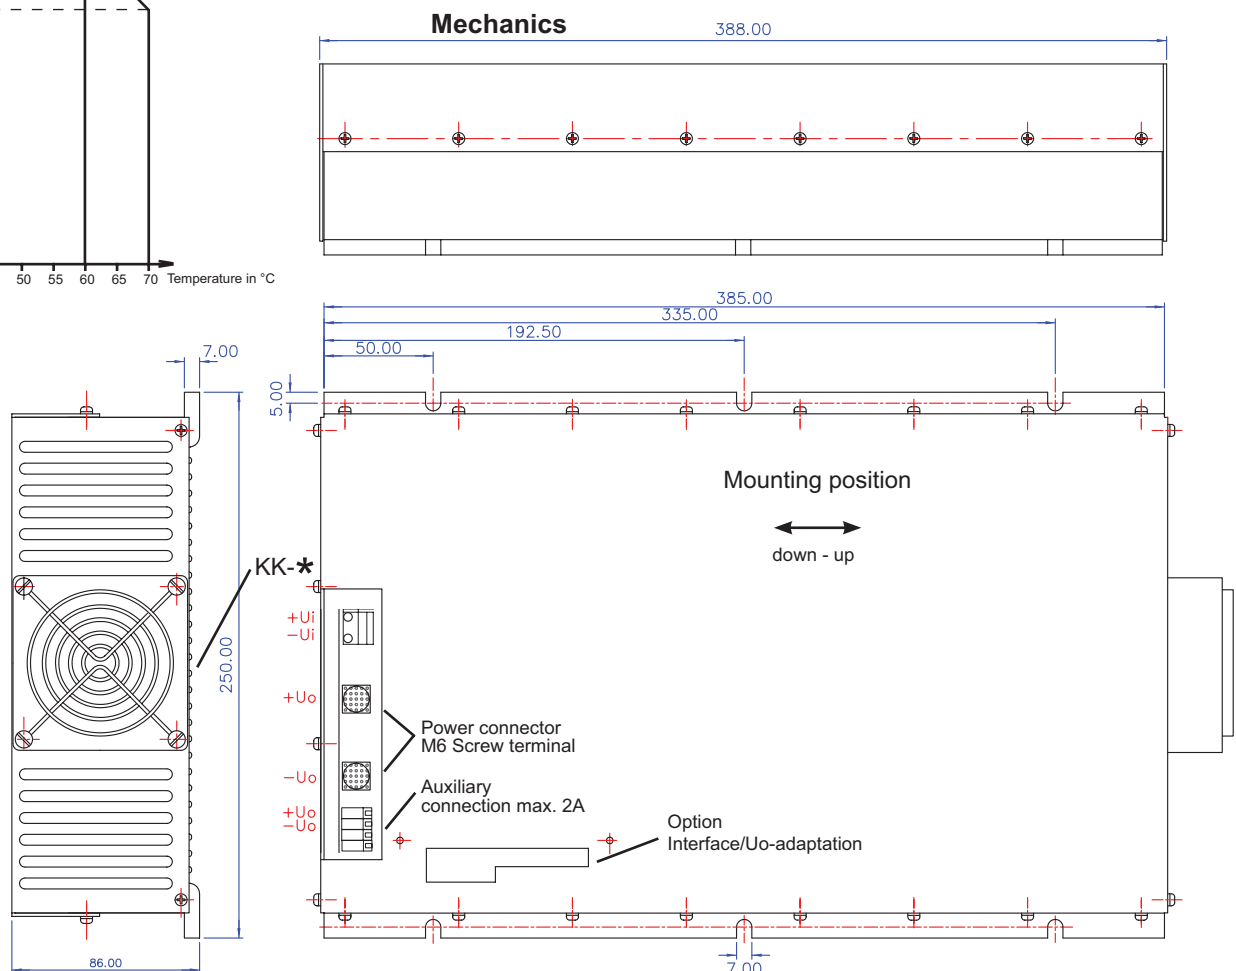 Mechanics
388.00
50 55 60 65 70 Temperature in °C
385.00
335.00
192.50
50.00
7.00
5.00
Mounting position
down - up
KK-*
250.00
+Ui
-Ui
+Uo
Power connector
M6 Screw terminal
-Uo
Auxiliary
connection max. 2A
+Uo
-Uo
Option
Interface/Uo-adaptation
86.00
7.00